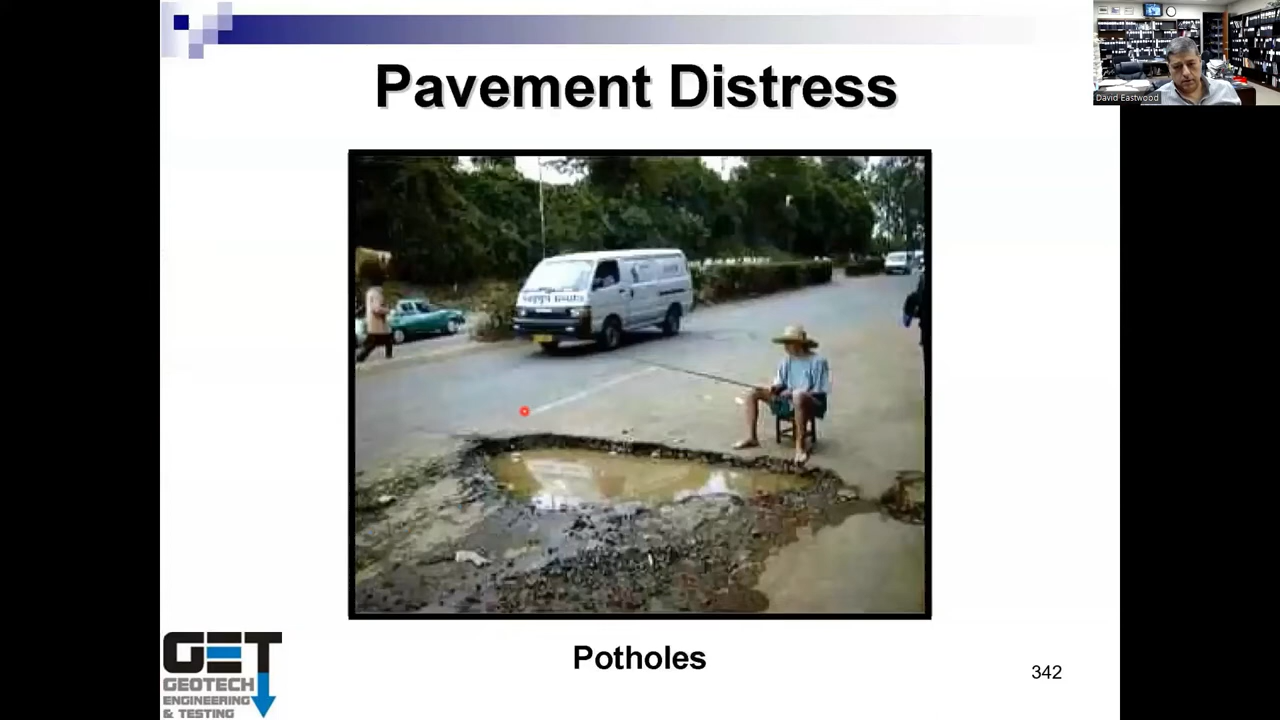 Pavement Distress
David Eastwood
Potholes
342
GET
GEOTECH
ENGINEERING
& TESTING